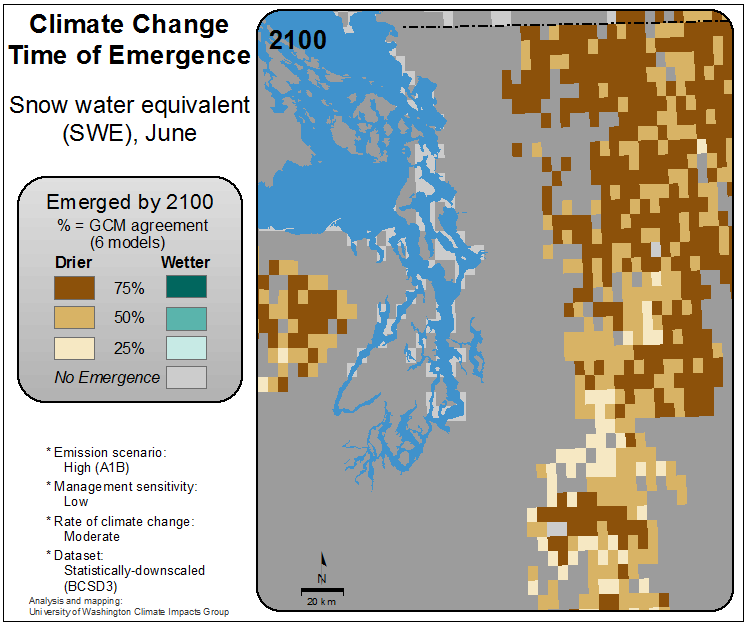 Climate Change
Time of Emergence
Snow water equivalent
(SWE), June
Emerged by 2100
% = GCM agreement
(6 models)
Drier Wetter
75%
50%
25%
No Emergence
* Emission scenario:
High (A1B)
* Management sensitivity:
Low
* Rate of climate change:
Moderate
* Dataset:
Statistically-downscaled
(BCSD3)
Analysis and mapping:
University of Washington Climate Impacts Group
2100
N
20 km